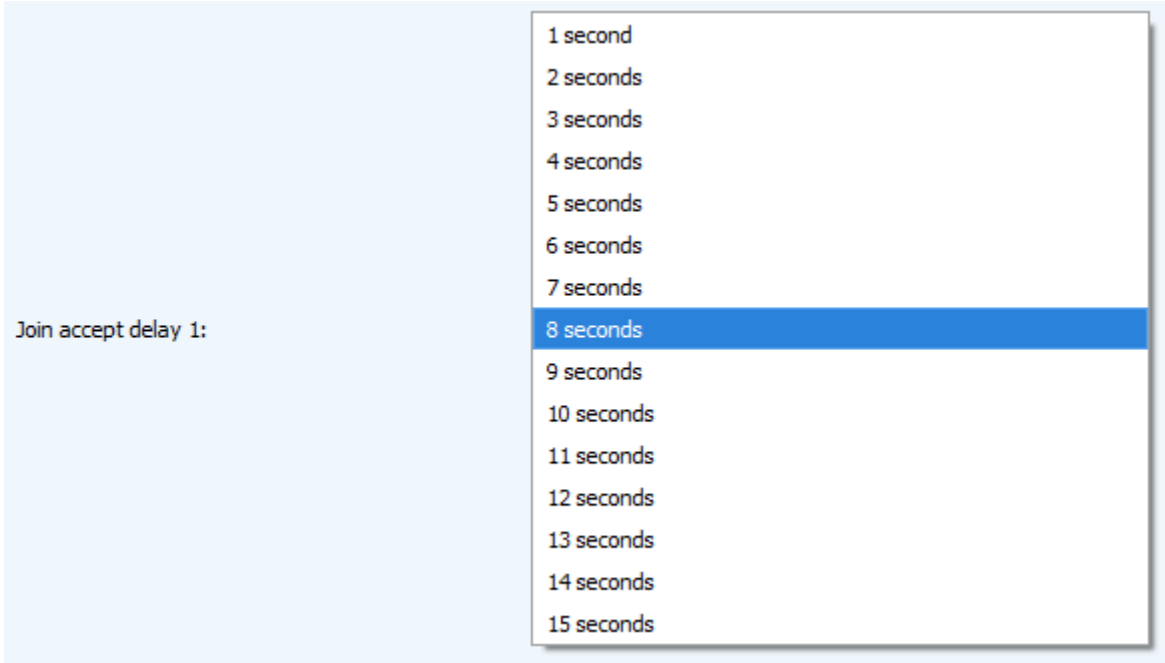 1 second
2 seconds
3 seconds
4 seconds
5 seconds
6 seconds
7 seconds
Join accept delay 1:
8 seconds
9 seconds
10 seconds
11 seconds
12 seconds
13 seconds
14 seconds
15 seconds